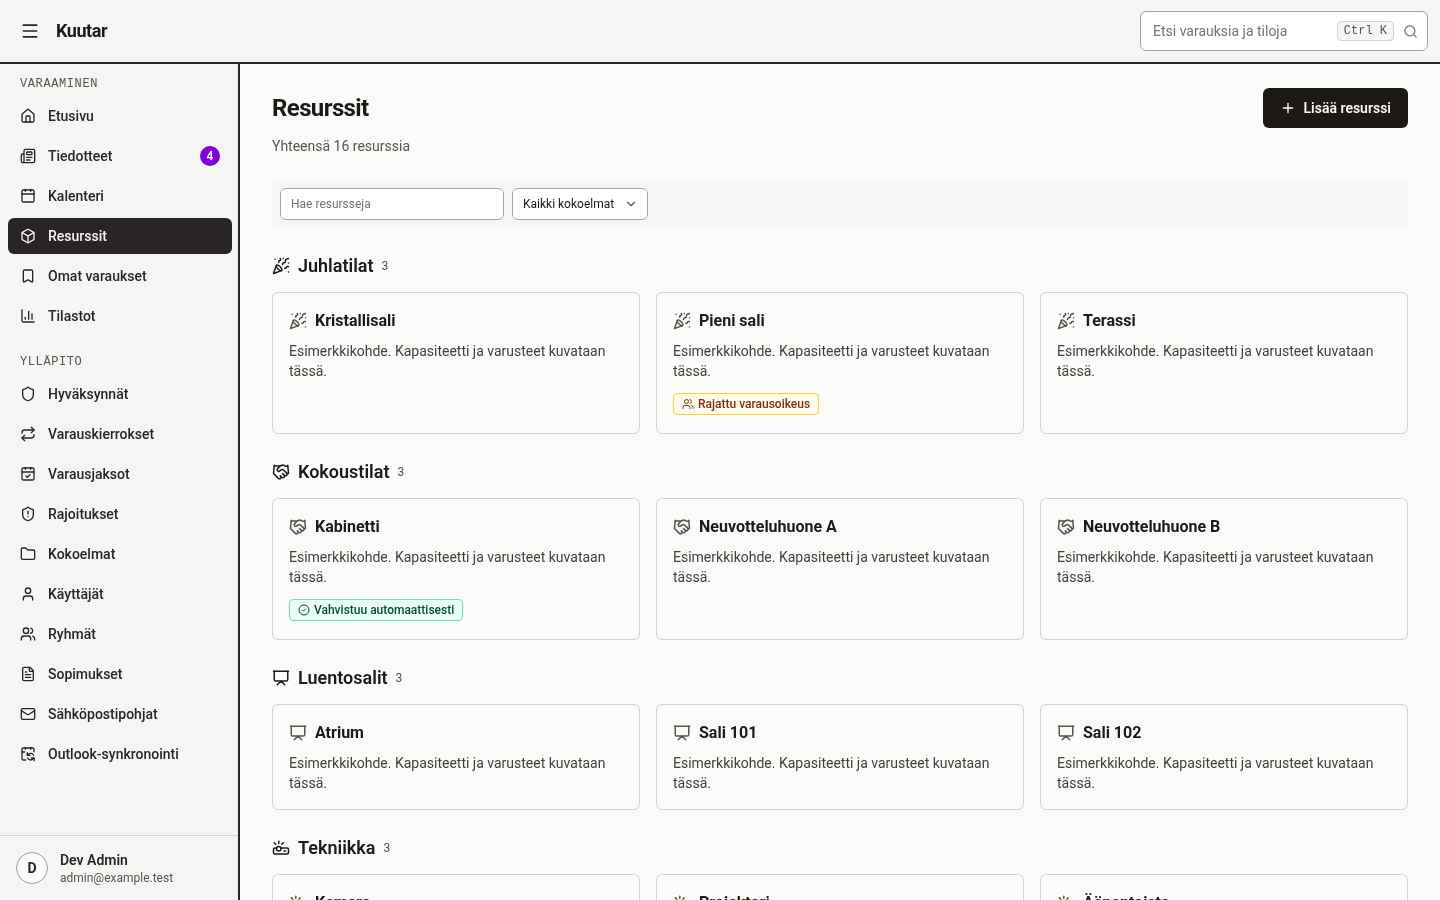 Kuutar
Etsi varauksia ja tiloja
Ctrl K
VARAAMINEN
Etusivu
Tiedotteet
4
Kalenteri
Resurssit
Omat varaukset
Tilastot
YLLÄPITO
Hyväksynnät
Varauskierrokset
Varausjaksot
Rajoitukset
Kokoelmat
Käyttäjät
Ryhmät
Sopimukset
Sähköpostipohjat
Outlook-synkronointi
D
Dev Admin
admin@example.test
Resurssit
Lisää resurssi
Yhteensä 16 resurssia
Hae resursseja
Kaikki kokoelmat
Juhlatilat 3
Kristallisali
Esimerkkikohde. Kapasiteetti ja varusteet kuvataan
tässä.
Pieni sali
Esimerkkikohde. Kapasiteetti ja varusteet kuvataan
tässä.
Rajattu varausoikeus
Terassi
Esimerkkikohde. Kapasiteetti ja varusteet kuvataan
tässä.
Kokoustilat 3
Kabinetti
Esimerkkikohde. Kapasiteetti ja varusteet kuvataan
tässä.
Vahvistuu automaattisesti
Neuvotteluhuone A
Esimerkkikohde. Kapasiteetti ja varusteet kuvataan
tässä.
Neuvotteluhuone B
Esimerkkikohde. Kapasiteetti ja varusteet kuvataan
tässä.
Luentosalit 3
Atrium
Esimerkkikohde. Kapasiteetti ja varusteet kuvataan
tässä.
Sali 101
Esimerkkikohde. Kapasiteetti ja varusteet kuvataan
tässä.
Sali 102
Esimerkkikohde. Kapasiteetti ja varusteet kuvataan
tässä.
Tekniikka 3